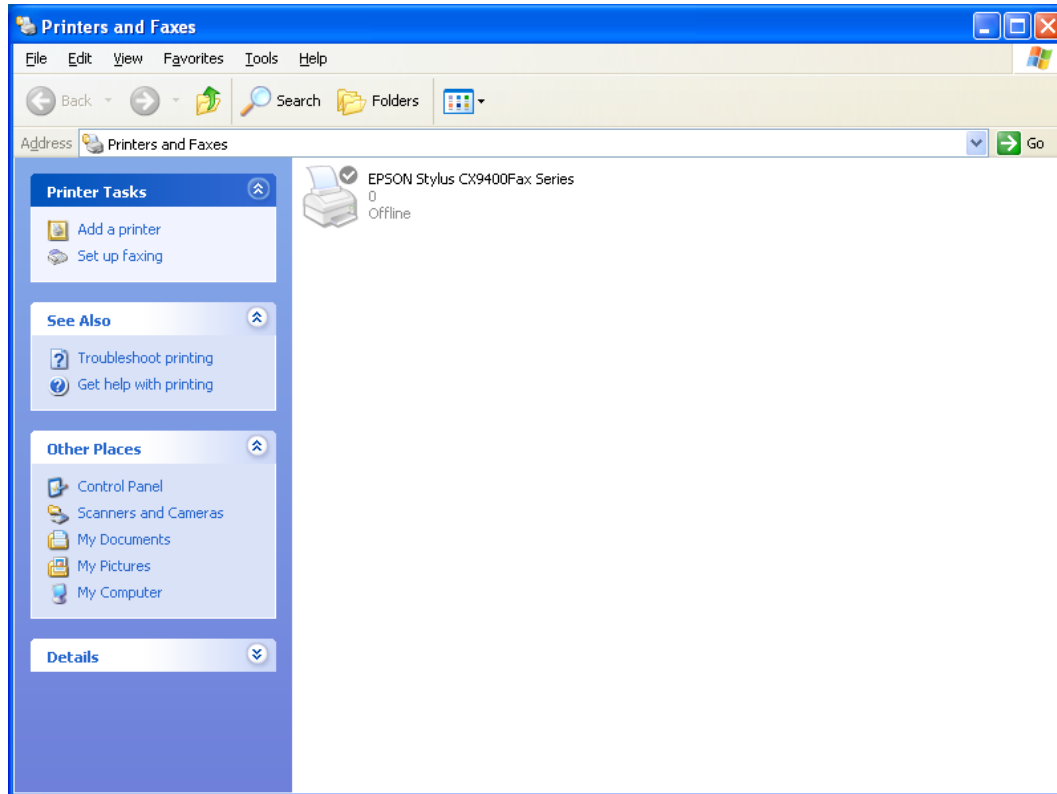 Printers and Faxes
File Edit View Favorites Tools Help
Back Search Folders
Address Printers and Faxes Go
Printer Tasks
Add a printer
Set up faxing
See Also
Troubleshoot printing
Get help with printing
Other Places
Control Panel
Scanners and Cameras
My Documents
My Pictures
My Computer
Details
EPSON Stylus CX9400Fax Series
0
Offline